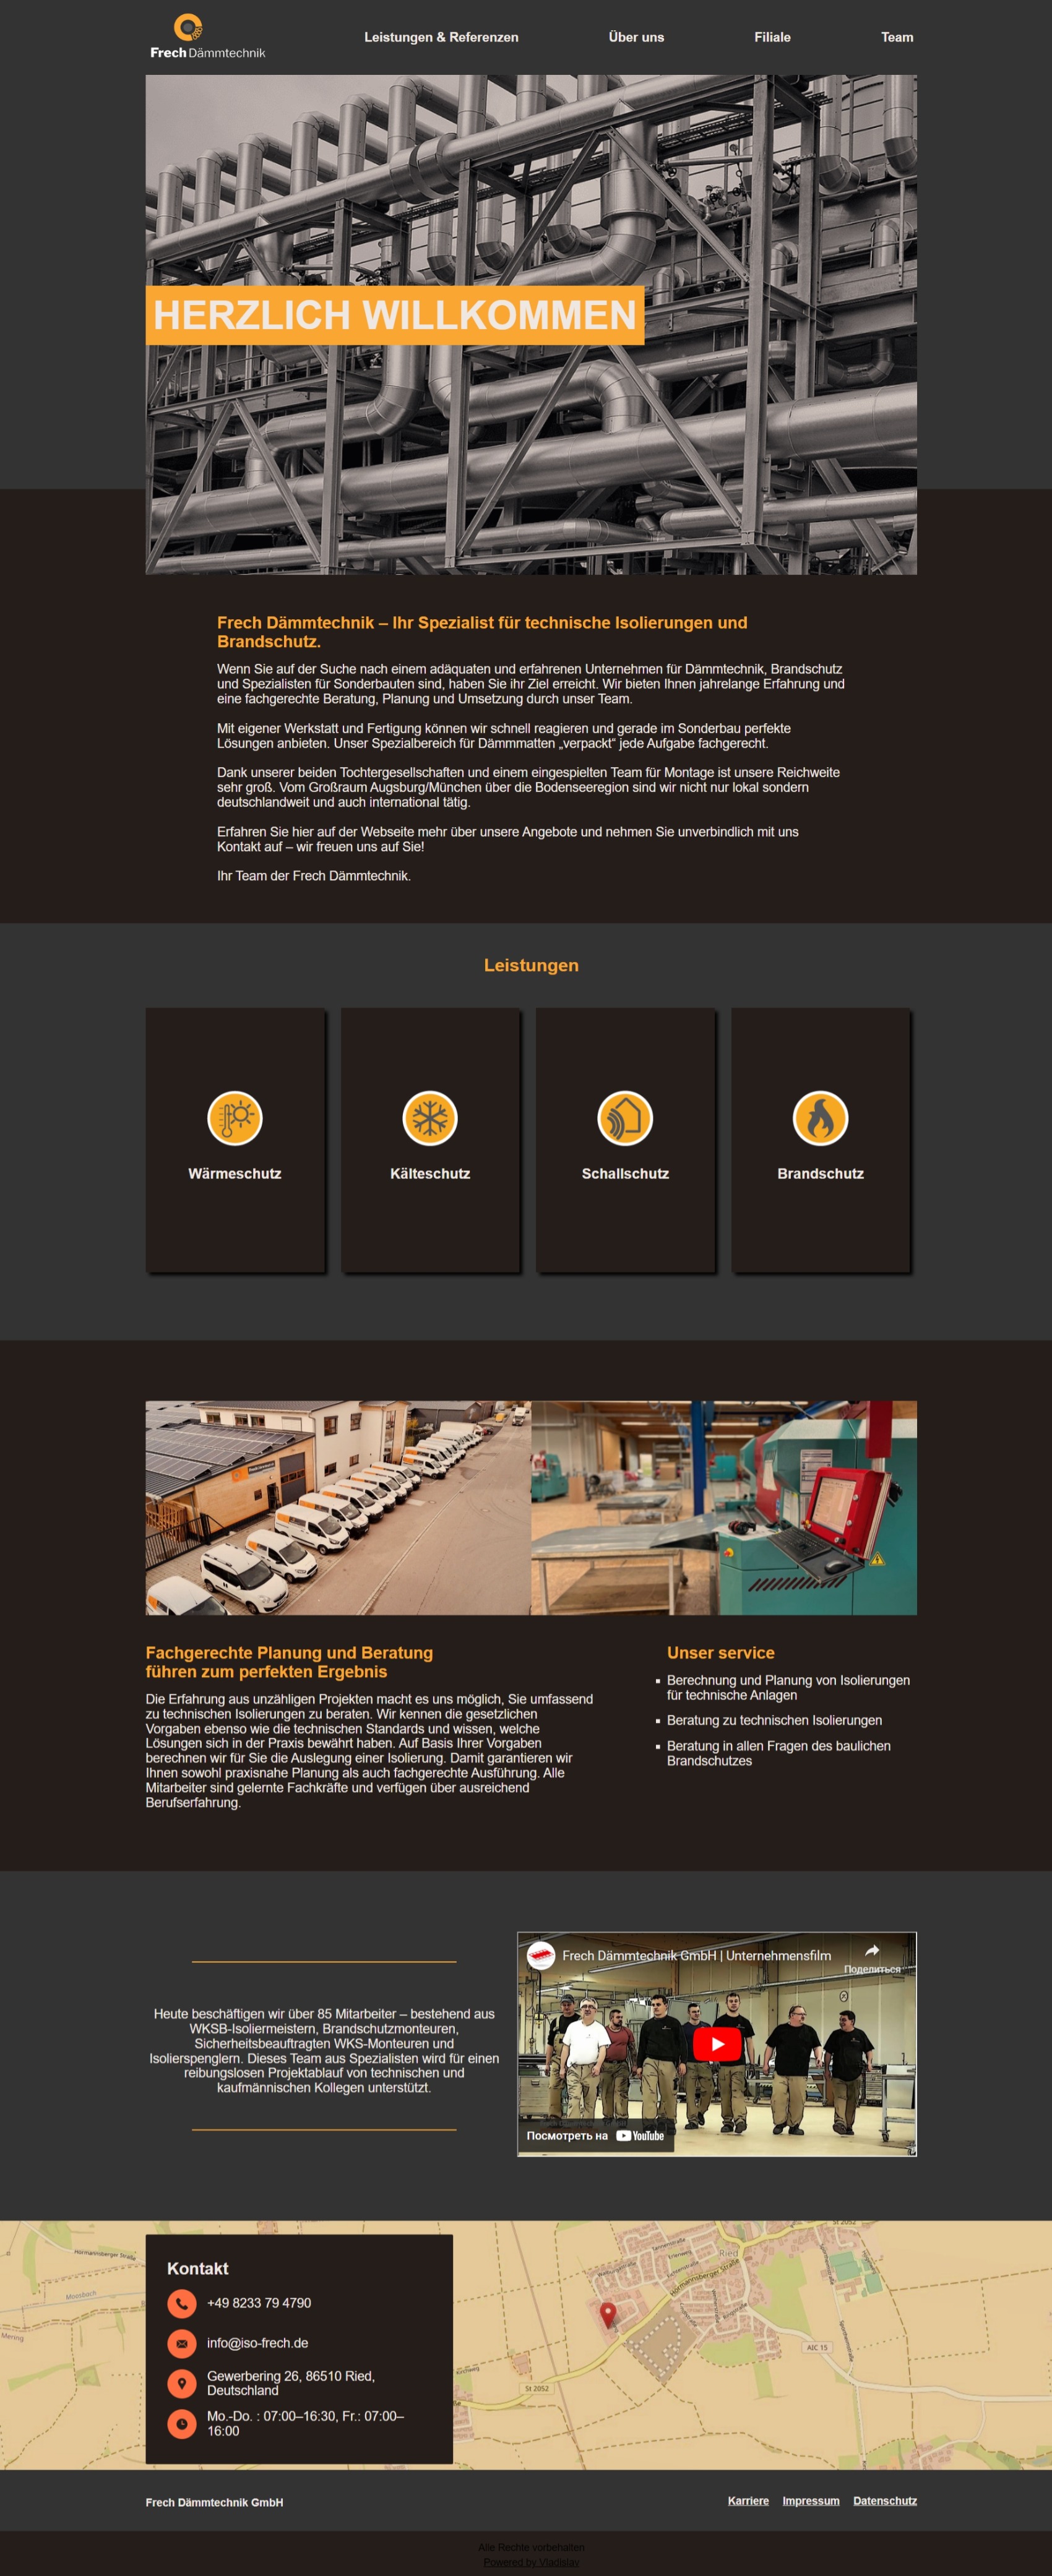 Frech Dämmtechnik
Leistungen & Referenzen
Über uns
Filiale
Team
HERZLICH WILLKOMMEN
Frech Dämmtechnik – Ihr Spezialist für technische Isolierungen und
Brandschutz.
Wenn Sie auf der Suche nach einem adäquaten und erfahrenen Unternehmen für Dämmtechnik, Brandschutz
und Spezialisten für Sonderbauten sind, haben Sie ihr Ziel erreicht. Wir bieten Ihnen jahrelange Erfahrung und
eine fachgerechte Beratung, Planung und Umsetzung durch unser Team.
Mit eigener Werkstatt und Fertigung können wir schnell reagieren und gerade im Sonderbau perfekte
Lösungen anbieten. Unser Spezialbereich für Dämmmatten „verpackt“ jede Aufgabe fachgerecht.
Dank unserer beiden Tochtergesellschaften und einem eingespielten Team für Montage ist unsere Reichweite
sehr groß. Vom Großraum Augsburg/München über die Bodenseeregion sind wir nicht nur lokal sondern
deutschlandweit und auch international tätig.
Erfahren Sie hier auf der Webseite mehr über unsere Angebote und nehmen Sie unverbindlich mit uns
Kontakt auf – wir freuen uns auf Sie!
Ihr Team der Frech Dämmtechnik.
Leistungen
Wärmeschutz
Kälteschutz
Schallschutz
Brandschutz
Fachgerechte Planung und Beratung
führen zum perfekten Ergebnis
Die Erfahrung aus unzähligen Projekten macht es uns möglich, Sie umfassend
zu technischen Isolierungen zu beraten. Wir kennen die gesetzlichen
Vorgaben ebenso wie die technischen Standards und wissen, welche
Lösungen sich in der Praxis bewährt haben. Auf Basis Ihrer Vorgaben
berechnen wir für Sie die Auslegung einer Isolierung. Damit garantieren wir
Ihnen sowohl praxisnahe Planung als auch fachgerechte Ausführung. Alle
Mitarbeiter sind gelernte Fachkräfte und verfügen über ausreichend
Berufserfahrung.
Unser service
Berechnung und Planung von Isolierungen
für technische Anlagen
Beratung zu technischen Isolierungen
Beratung in allen Fragen des baulichen
Brandschutzes
Heute beschäftigen wir über 85 Mitarbeiter – bestehend aus
WKSB-Isoliermeistern, Brandschutzmonteuren,
Sicherheitsbeauftragten WKS-Monteuren und
Isolierspenglern. Dieses Team aus Spezialisten wird für einen
reibungslosen Projektablauf von technischen und
kaufmännischen Kollegen unterstützt.
Frech Dämmtechnik GmbH | Unternehmensfilm
Поделиться
Посмотреть на YouTube
Hormannsberger Straße
Moosbach
Mering
St 2052
Ried
Hörmannsberger Straße
AIC 15
St 2052
Kontakt
+49 8233 79 4790
info@iso-frech.de
Gewerbering 26, 86510 Ried,
Deutschland
Mo.-Do. : 07:00–16:30, Fr.: 07:00–
16:00
Frech Dämmtechnik GmbH
Karriere
Impressum
Datenschutz
Alle Rechte vorbehalten
Powered by Vladislav